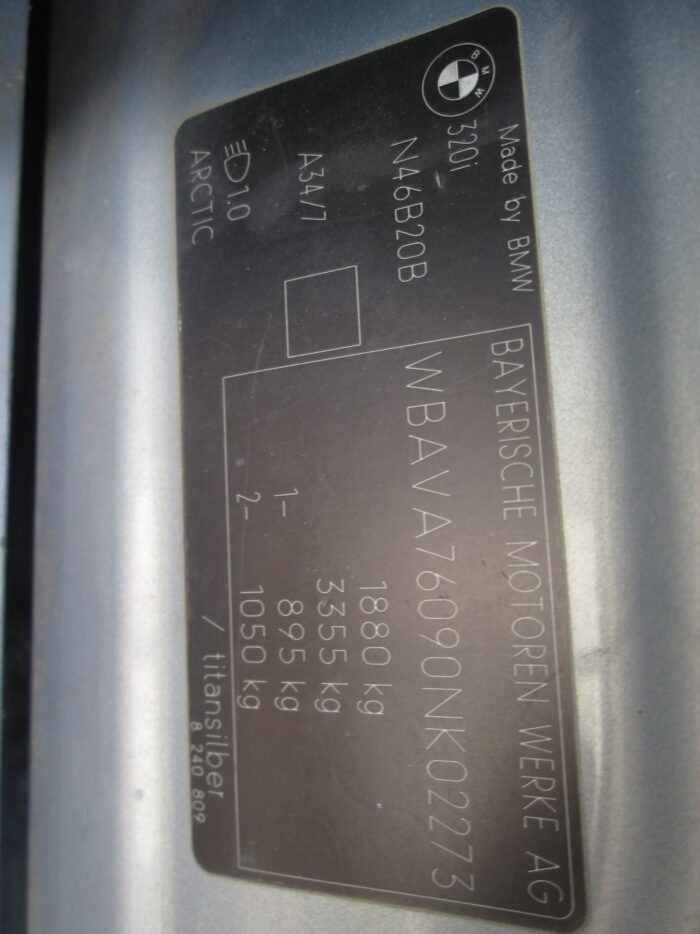 BMW
320i
Made by BMW
N46B20B
A34/7
1.0
ARCTIC
BAYERISCHE MOTOREN WERKE AG
WBAVA76090NK02273
1880 kg
3355 kg
1- 895 kg
2- 1050 kg
/ titansilber
8 240 809